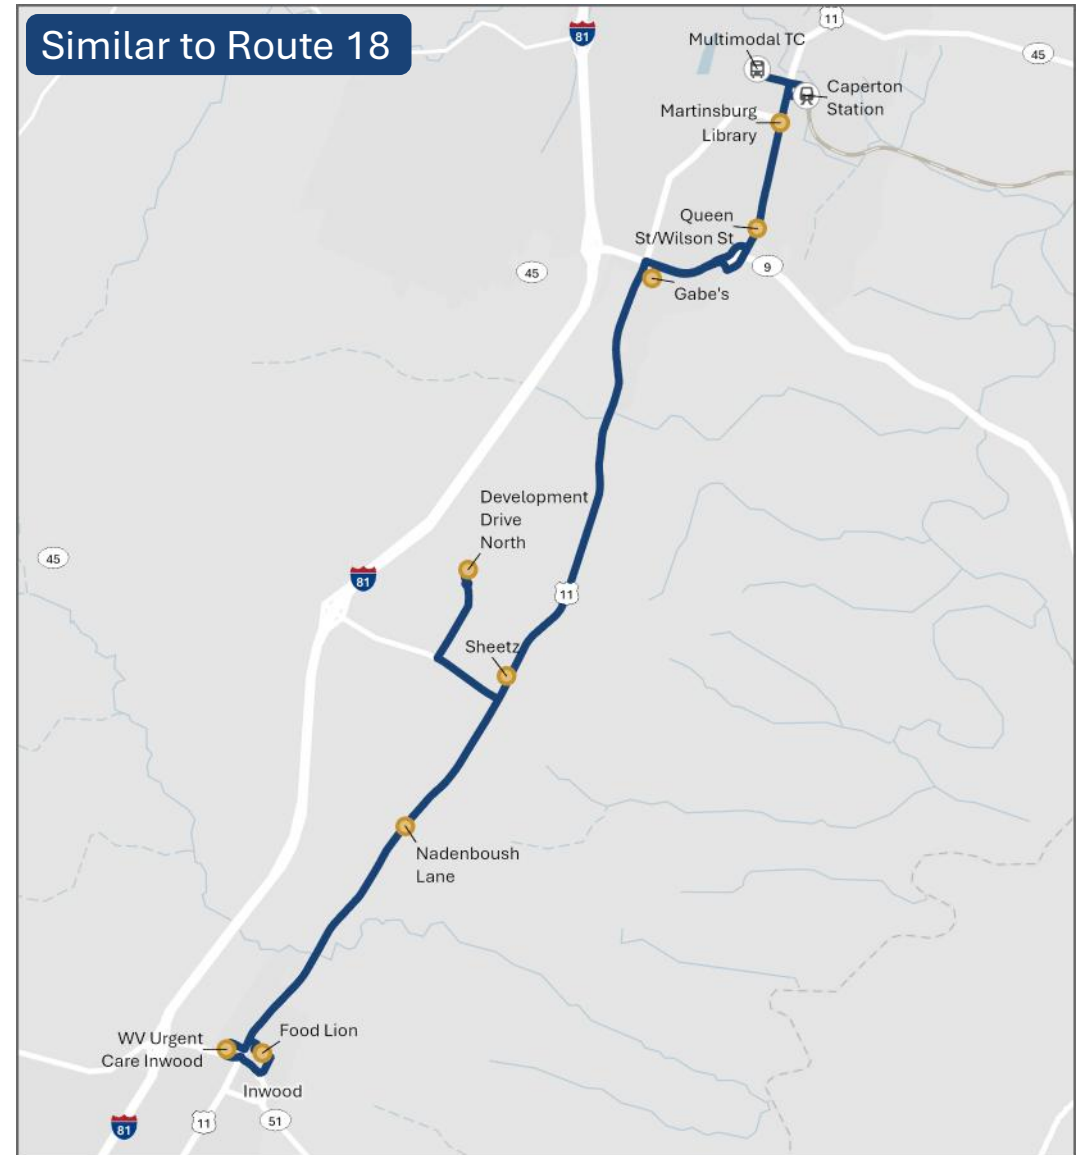 Similar to Route 18
11
81
45
Multimodal TC
Caperton
Station
Martinsburg
Library
Queen
St/Wilson St
9
45
Gabe's
Development
Drive
North
45
81
11
Sheetz
Nadenboush
Lane
WV Urgent
Care Inwood
Food Lion
Inwood
81
11
51